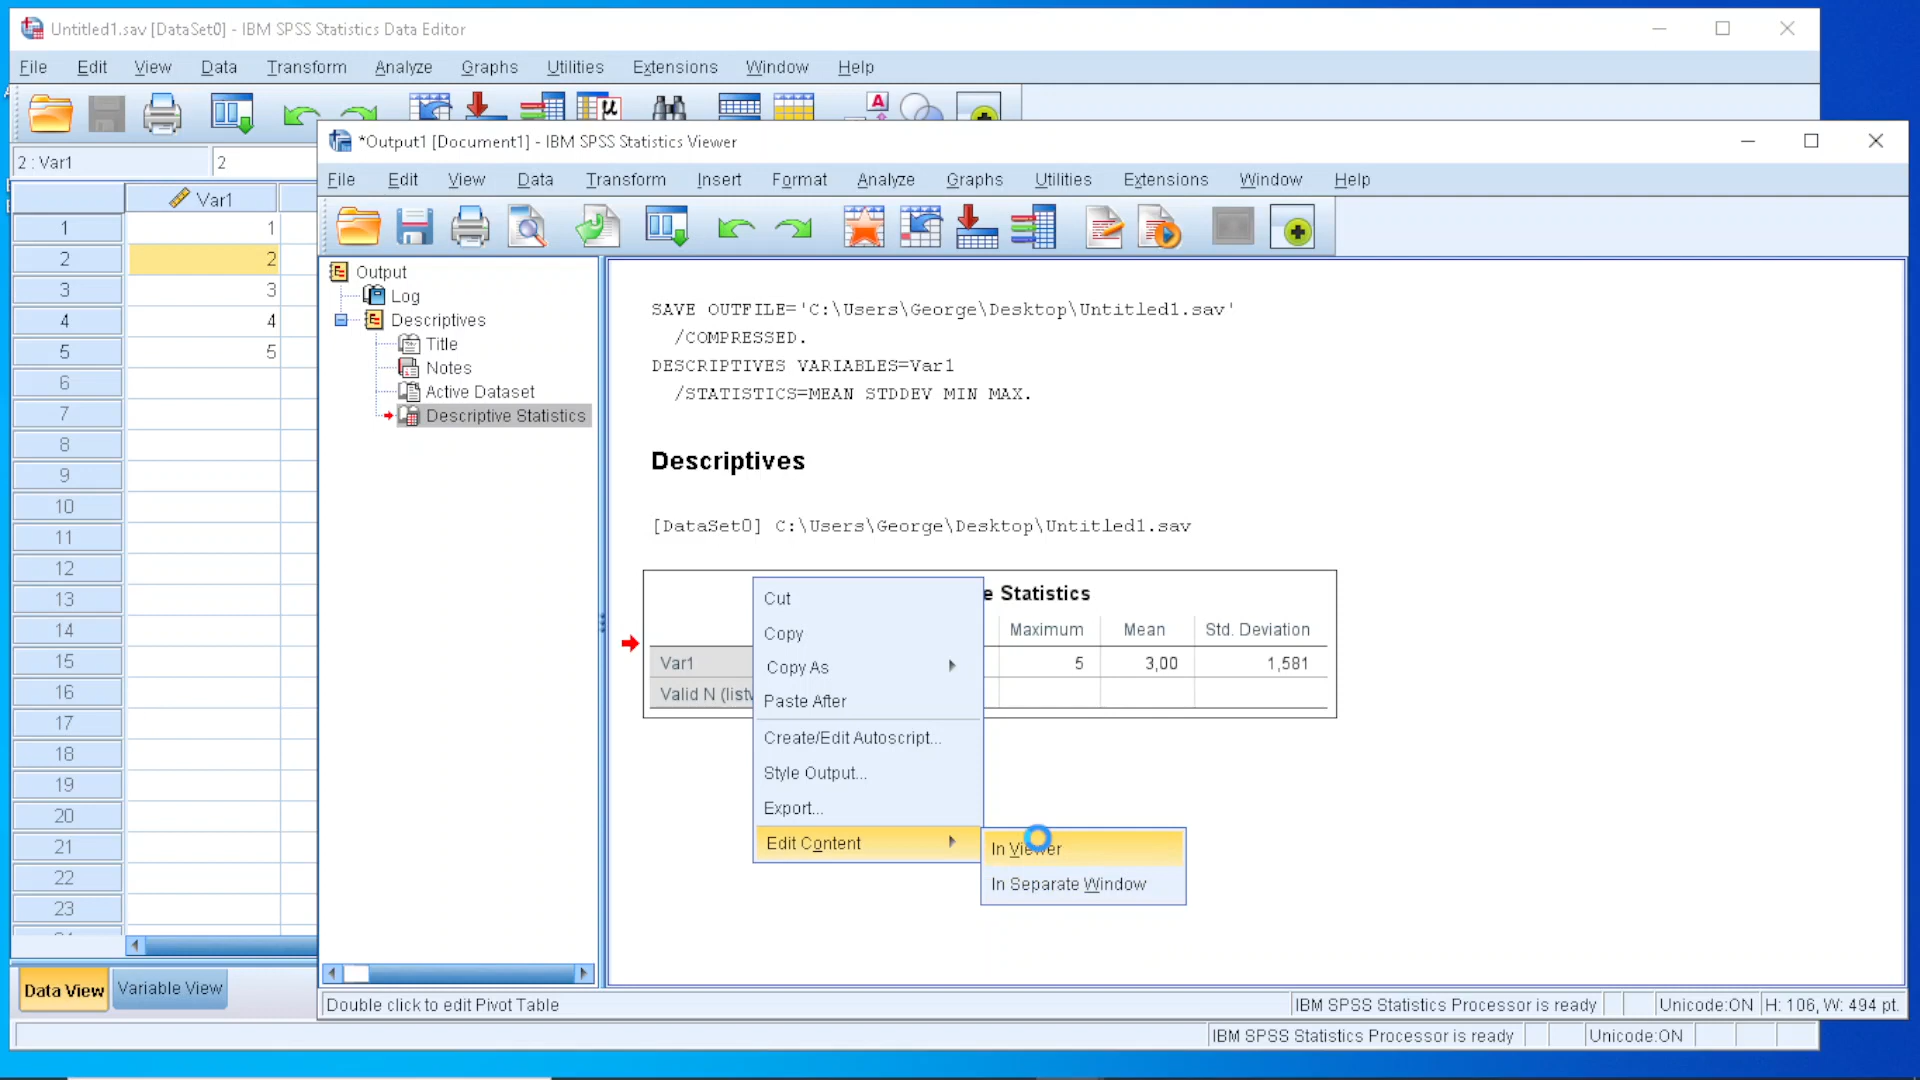 Untitled1.sav [DataSet0] - IBM SPSS Statistics Data Editor
File Edit View Data Transform Analyze Graphs Utilities Extensions Window Help
2 : Var1
2
Var1
1 1
2 2
3 3
4 4
5 5
6
7
8
9
10
11
12
13
14
15
16
17
18
19
20
21
22
23
Data View
Variable View
*Output1 [Document1] - IBM SPSS Statistics Viewer
File Edit View Data Transform Insert Format Analyze Graphs Utilities Extensions Window Help
Output
Log
Descriptives
Title
Notes
Active Dataset
Descriptive Statistics
SAVE OUTFILE='C:\Users\George\Desktop\Untitled1.sav'
/COMPRESSED.
DESCRIPTIVES VARIABLES=Var1
/STATISTICS=MEAN STDDEV MIN MAX.
Descriptives
[DataSet0] C:\Users\George\Desktop\Untitled1.sav
e Statistics
Maximum Mean Std. Deviation
Var1 5 3,00 1,581
Valid N
Cut
Copy
Copy As
Paste After
Create/Edit Autoscript...
Style Output...
Export...
Edit Content
In Viewer
In Separate Window
Double click to edit Pivot Table
IBM SPSS Statistics Processor is ready
Unicode:ON
H: 106, W: 494 pt.
IBM SPSS Statistics Processor is ready
Unicode:ON